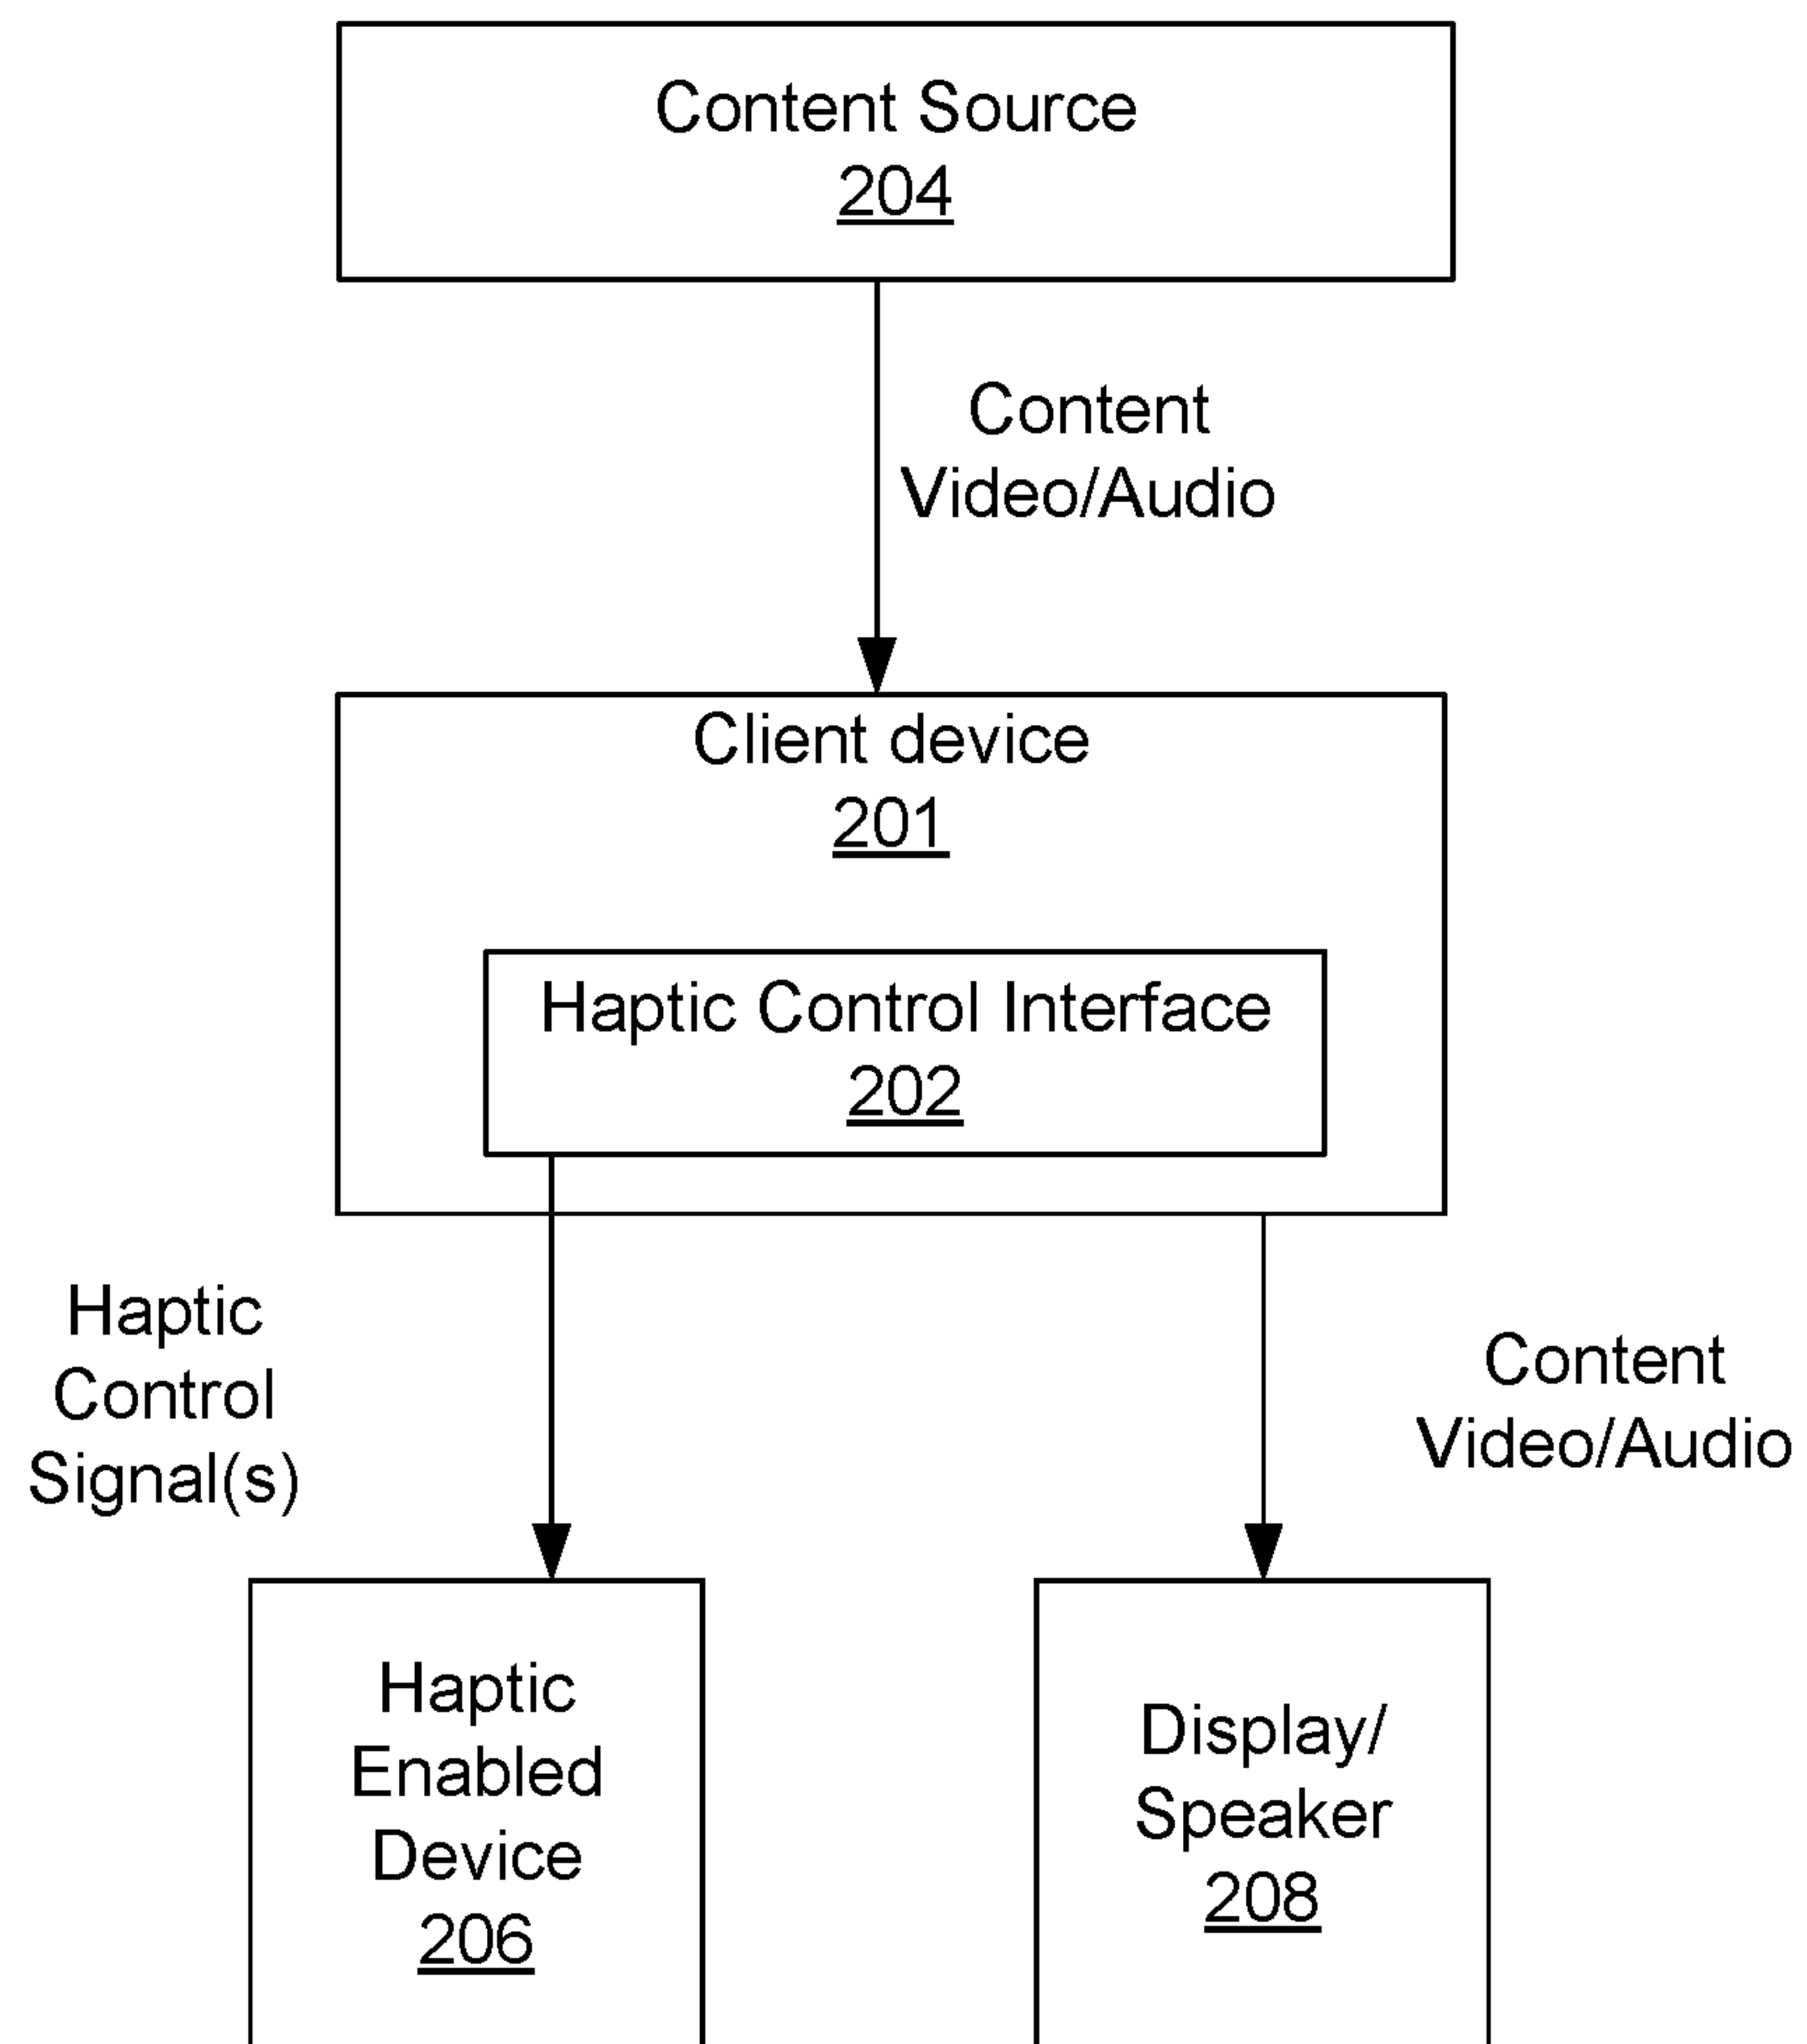 Content Source
204
Content
Video/Audio
Client device
201
Haptic Control Interface
202
Haptic
Control
Signal(s)
Content
Video/Audio
Haptic
Enabled
Device
206
Display/
Speaker
208